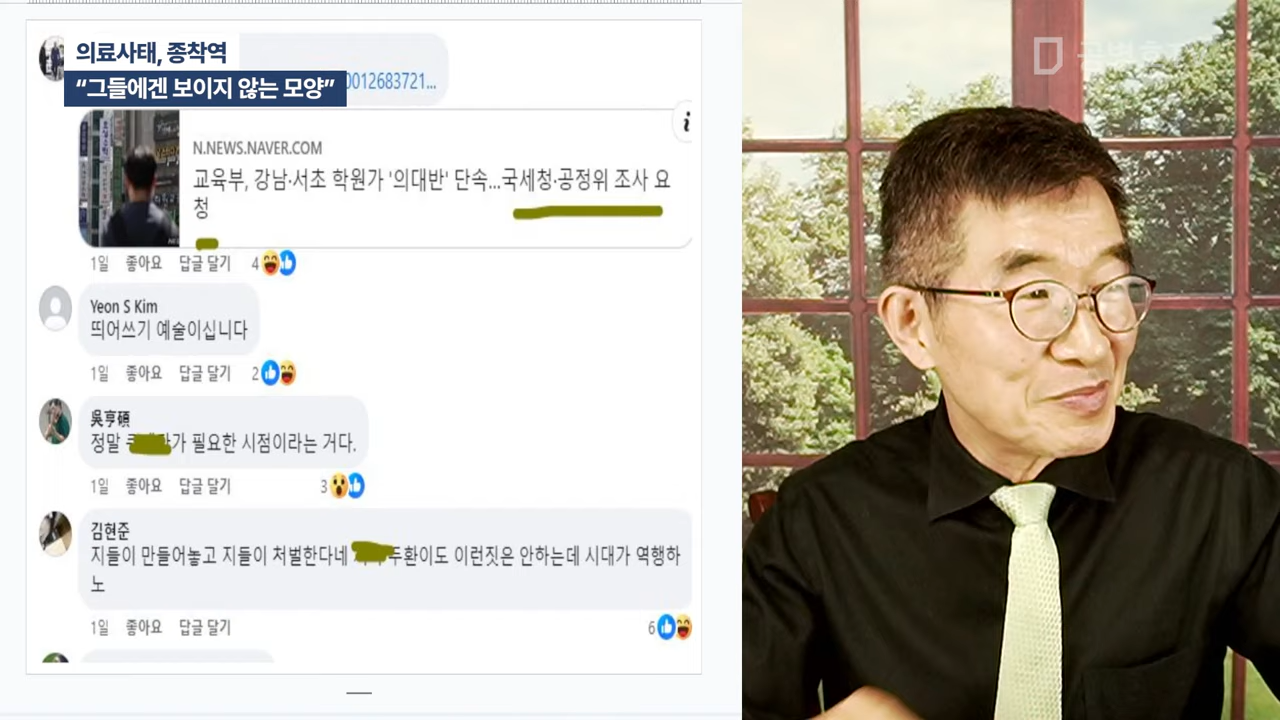 의료사태, 종착역
“그들에겐 보이지 않는 모양”
0012683721...
N.NEWS.NAVER.COM
교육부, 강남·서초 학원가 '의대반' 단속...국세청·공정위 조사 요
청
1일 좋아요 답글 달기 4
Yeon S Kim
띄어쓰기 예술이십니다
1일 좋아요 답글 달기 2
吳亨碩
정말 가 필요한 시점이라는 거다.
1일 좋아요 답글 달기 3
김현준
지들이 만들어놓고 지들이 처벌한다네 두환이도 이런짓은 안하는데 시대가 역행하
노
1일 좋아요 답글 달기 6